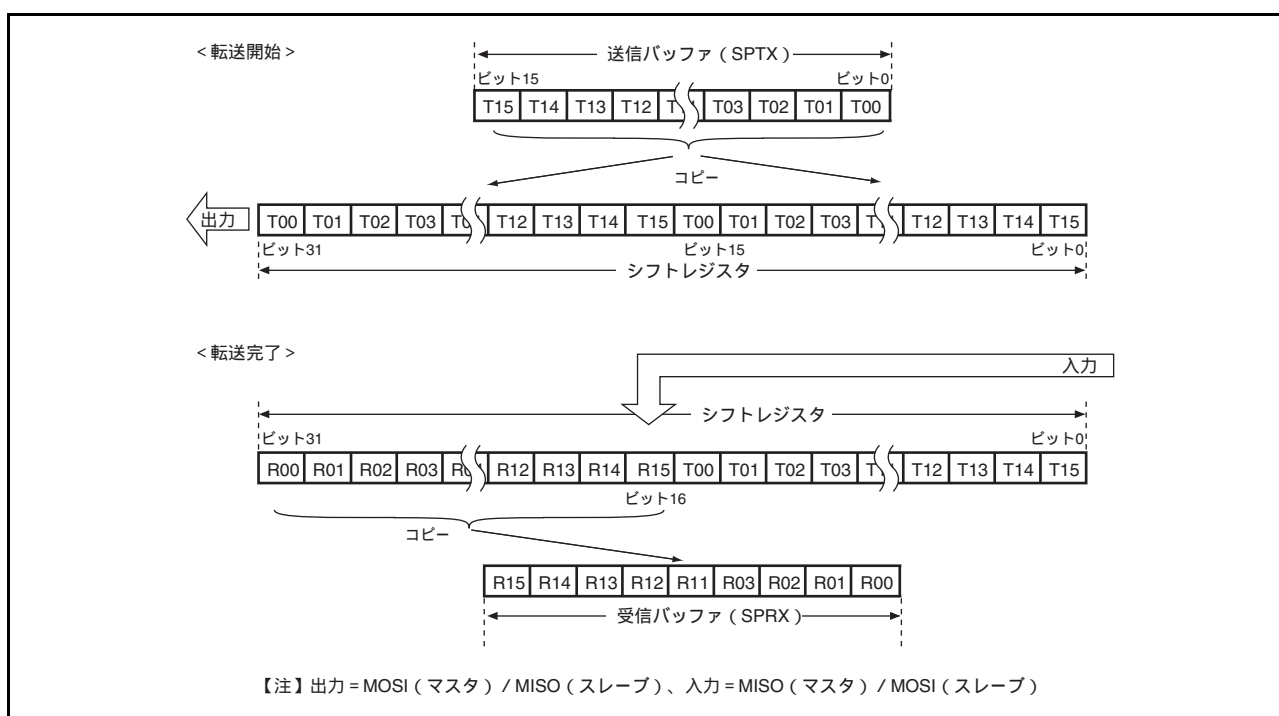 <転送開始>
送信バッファ(SPTX)
ビット15 ビット0
T15 T14 T13 T12 T03 T02 T01 T00
コピー
出力 T00 T01 T02 T03 T12 T13 T14 T15 T00 T01 T02 T03 T12 T13 T14 T15
ビット31 ビット15 ビット0
シフトレジスタ
<転送完了>
入力
シフトレジスタ
ビット31 ビット0
R00 R01 R02 R03 R12 R13 R14 R15 T00 T01 T02 T03 T12 T13 T14 T15
ビット16
コピー
R15 R14 R13 R12 R11 R03 R02 R01 R00
受信バッファ(SPRX)
【注】出力=MOSI(マスタ)/MISO(スレーブ)、入力=MISO(マスタ)/MOSI(スレーブ)